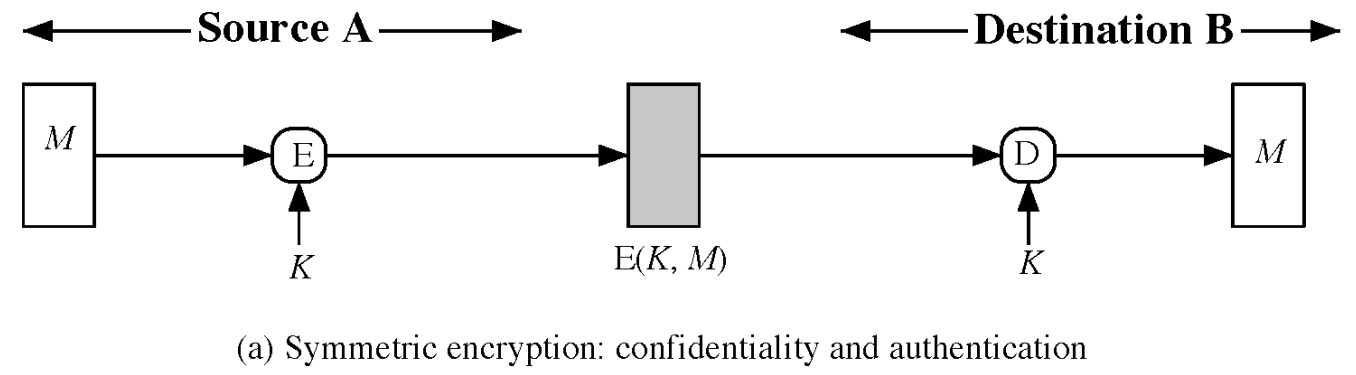 Source A
Destination B
M
E
D
M
K
E(K, M)
K
(a) Symmetric encryption: confidentiality and authentication